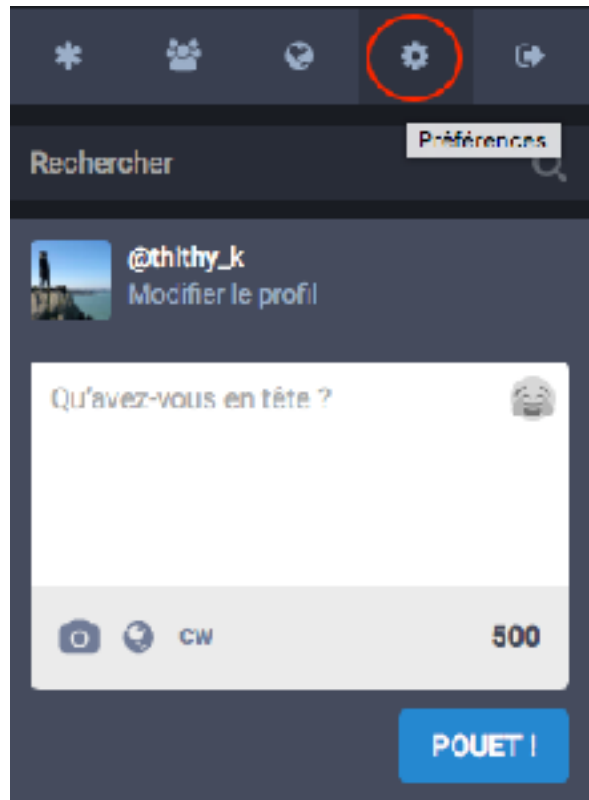 Préférences
Rechercher
@thithy_k
Modifier le profil
Qu'avez-vous en tête ?
CW
500
POUET !